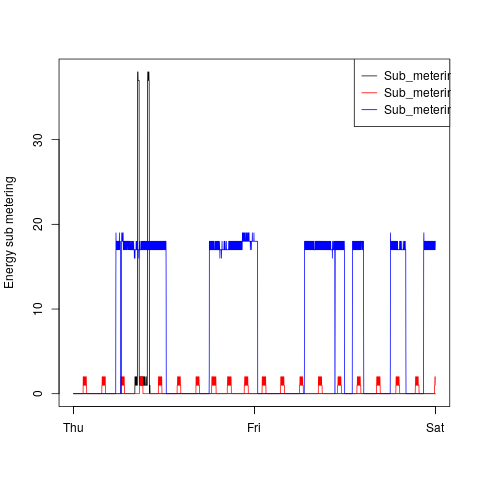 Sub_meterin
Sub_meterin
Sub_meterin
Energy sub metering
30
20
10
0
Thu Fri Sat